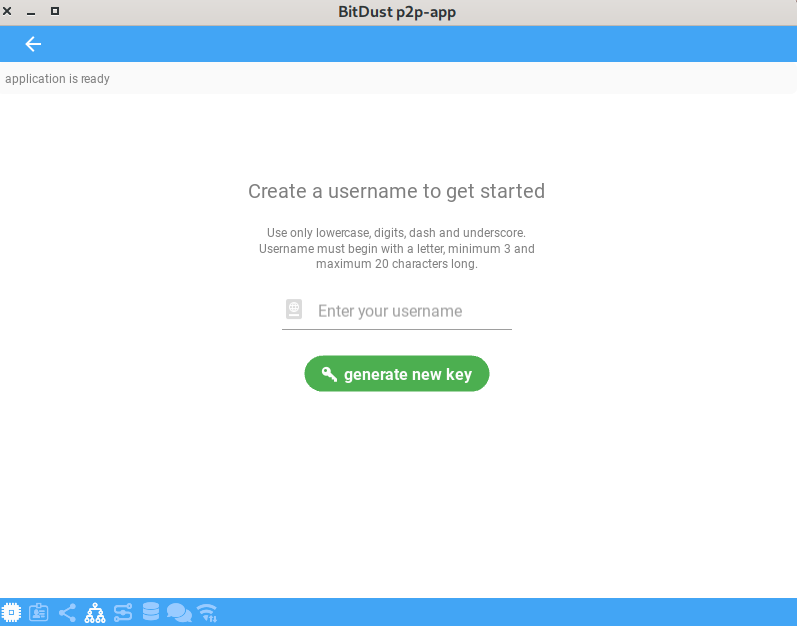 BitDust p2p-app
application is ready
Create a username to get started
Use only lowercase, digits, dash and underscore.
Username must begin with a letter, minimum 3 and
maximum 20 characters long.
Enter your username
generate new key